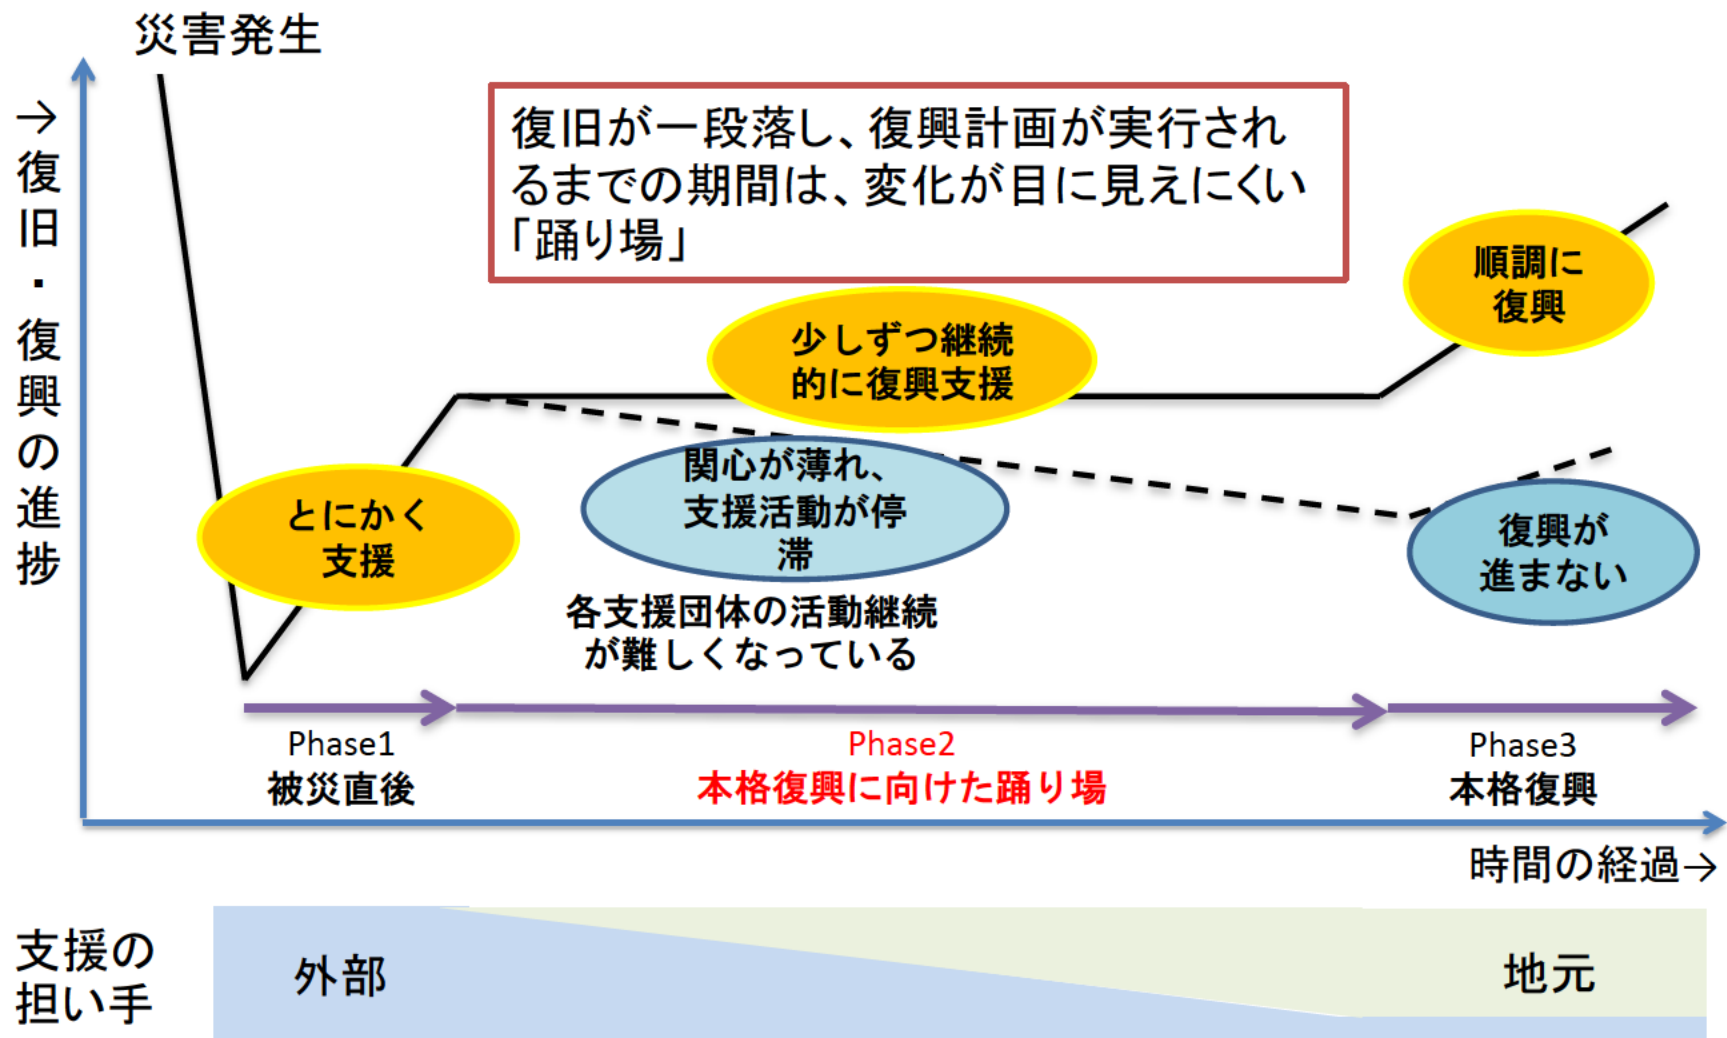 災害発生
→復旧・復興の進捗
復旧が一段落し、復興計画が実行され
るまでの期間は、変化が目に見えにくい
「踊り場」
順調に
復興
少しずつ継続
的に復興支援
関心が薄れ、
支援活動が停
滞
とにかく
支援
復興が
進まない
各支援団体の活動継続
が難しくなっている
Phase1
被災直後
Phase2
本格復興に向けた踊り場
Phase3
本格復興
時間の経過→
支援の
担い手
外部
地元